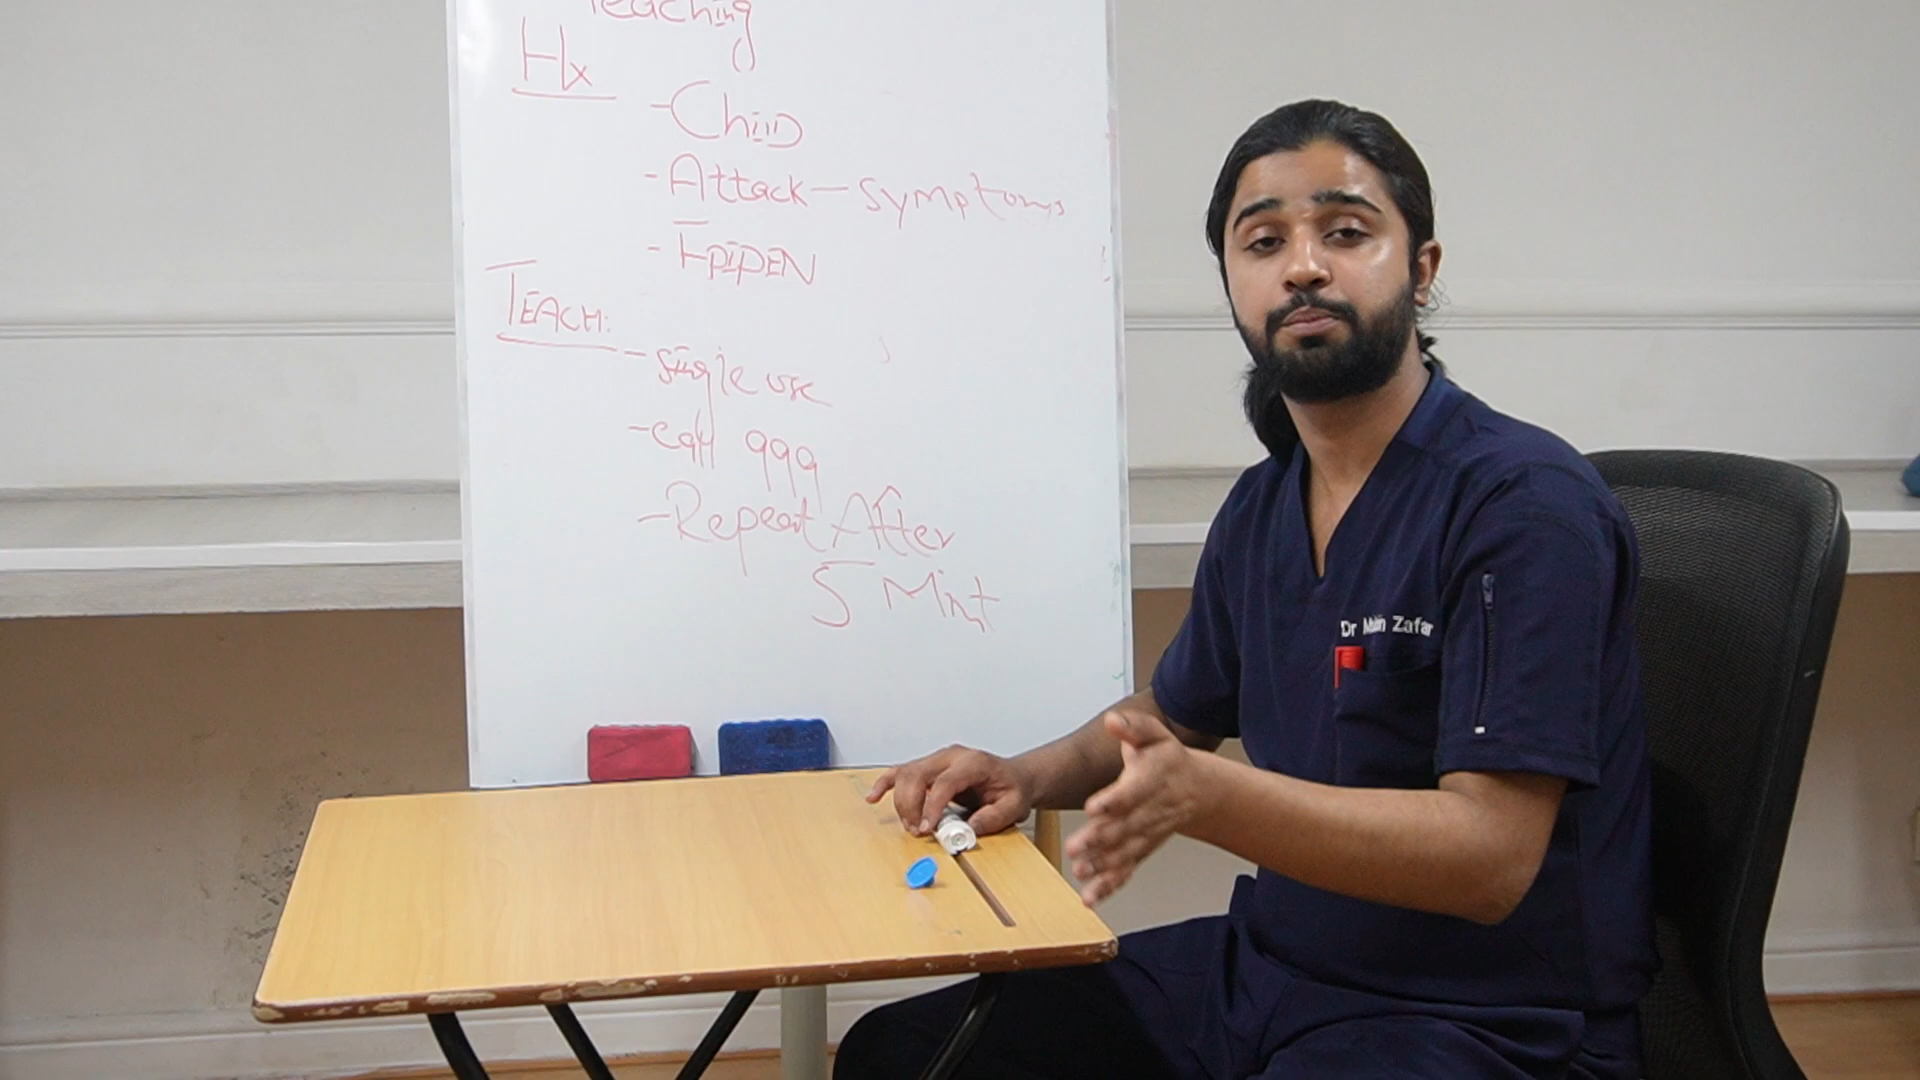 Teaching
Hx
- Child
- Attack - symptoms
- EpipEN
TEACH:
- single use
- call 999
- Repeat After
5 Mint
Dr Zafar